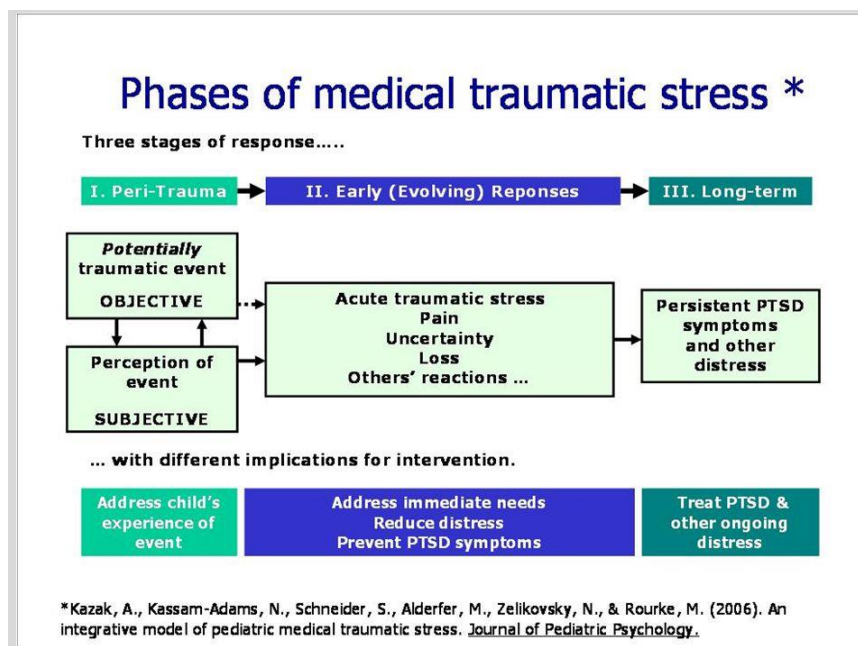 Phases of medical traumatic stress *
Three stages of response.....
I. Peri-Trauma
II. Early (Evolving) Reponses
III. Long-term
Potentially
traumatic event
OBJECTIVE
Perception of
event
SUBJECTIVE
Acute traumatic stress
Pain
Uncertainty
Loss
Others’ reactions ...
Persistent PTSD
symptoms
and other
distress
... with different implications for intervention.
Address child’s
experience of
event
Address immediate needs
Reduce distress
Prevent PTSD symptoms
Treat PTSD &
other ongoing
distress
*Kazak, A., Kassam-Adams, N., Schneider, S., Alderfer, M., Zelikovsky, N., & Rourke, M. (2006). An
integrative model of pediatric medical traumatic stress. Journal of Pediatric Psychology.